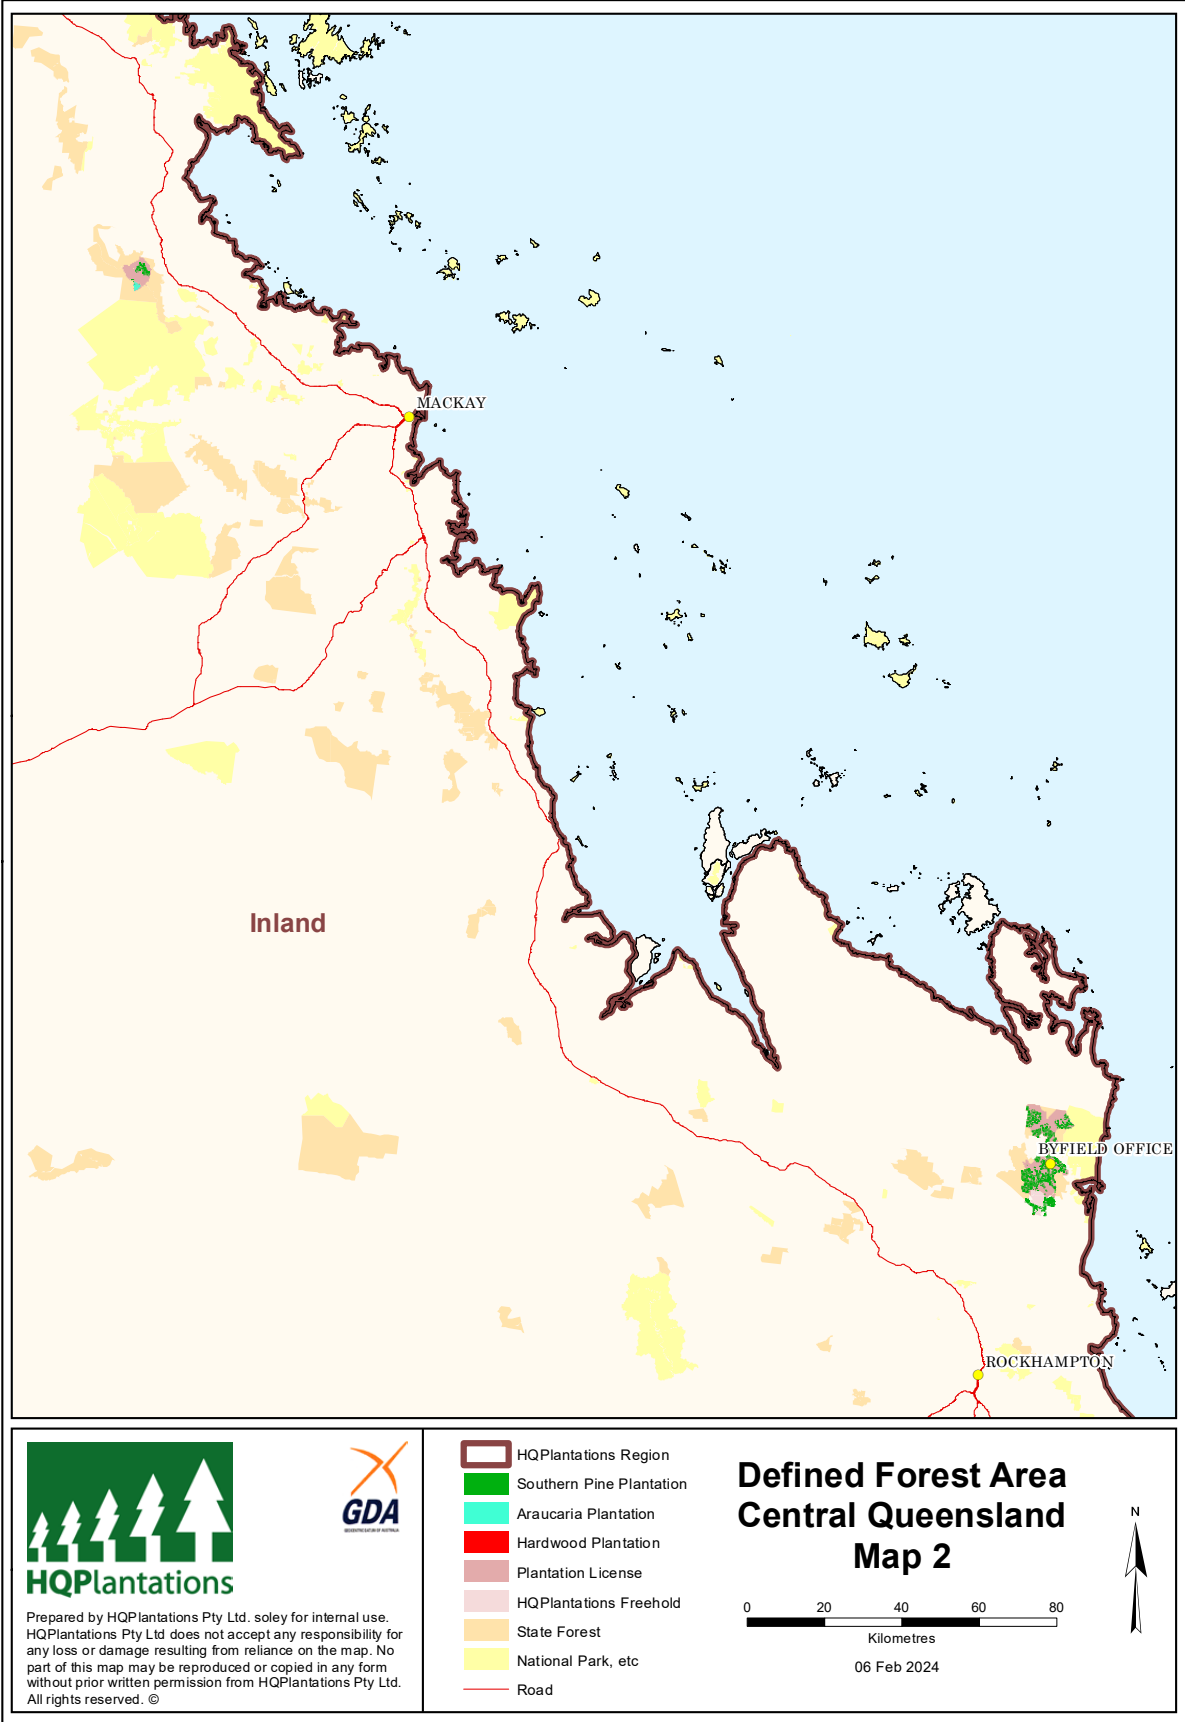 MACKAY
Inland
BYFIELD OFFICE
ROCKHAMPTON
HQPlantations
GDA
GEOCENTRIC DATUM OF AUSTRALIA
Prepared by HQPlantations Pty Ltd. soley for internal use.
HQPlantations Pty Ltd does not accept any responsibility for
any loss or damage resulting from reliance on the map. No
part of this map may be reproduced or copied in any form
without prior written permission from HQPlantations Pty Ltd.
All rights reserved. ©
HQPlantations Region
Southern Pine Plantation
Araucaria Plantation
Hardwood Plantation
Plantation License
HQPlantations Freehold
State Forest
National Park, etc
Road
Defined Forest Area
Central Queensland
Map 2
0 20 40 60 80
Kilometres
06 Feb 2024
N